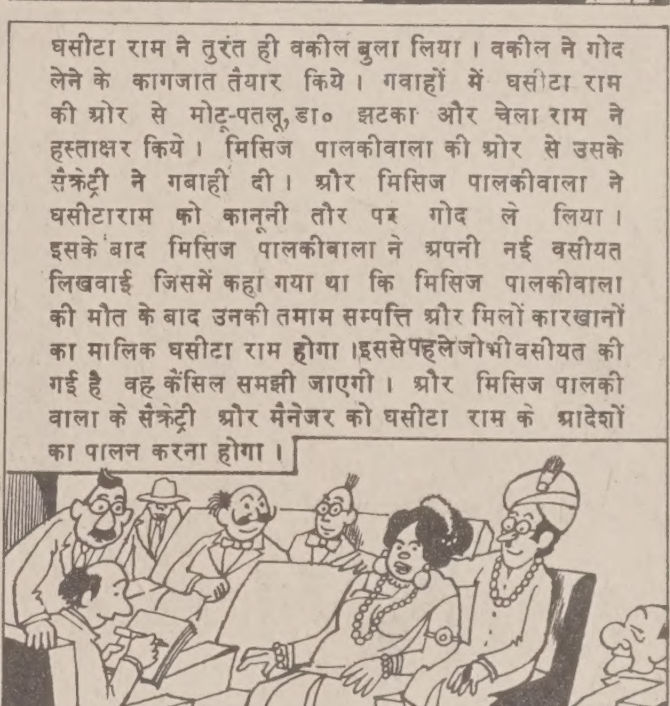 घसीटा राम ने तुरंत ही वकील बुला लिया । वकील ने गोद
लेने के कागजात तैयार किये । गवाहों में घसीटा राम
की ओर से मोटू-पतलू, डा० झटका और चेला राम ने
हस्ताक्षर किये । मिसिज पालकीवाला की ओर से उसके
सैक्रेट्री ने गबाही दी । और मिसिज पालकीवाला ने
घसीटाराम को कानूनी तौर पर गोद ले लिया ।
इसके बाद मिसिज पालकीबाला ने अपनी नई वसीयत
लिखवाई जिसमें कहा गया था कि मिसिज पालकीवाला
की मौत के बाद उनकी तमाम सम्पत्ति और मिलों कारखानों
का मालिक घसीटा राम होगा । इससे पहले जो भी वसीयत की
गई है वह कैंसिल समझी जाएगी । और मिसिज पालकी
वाला के सैक्रेट्री और मैनेजर को घसीटा राम के आदेशों
का पालन करना होगा ।